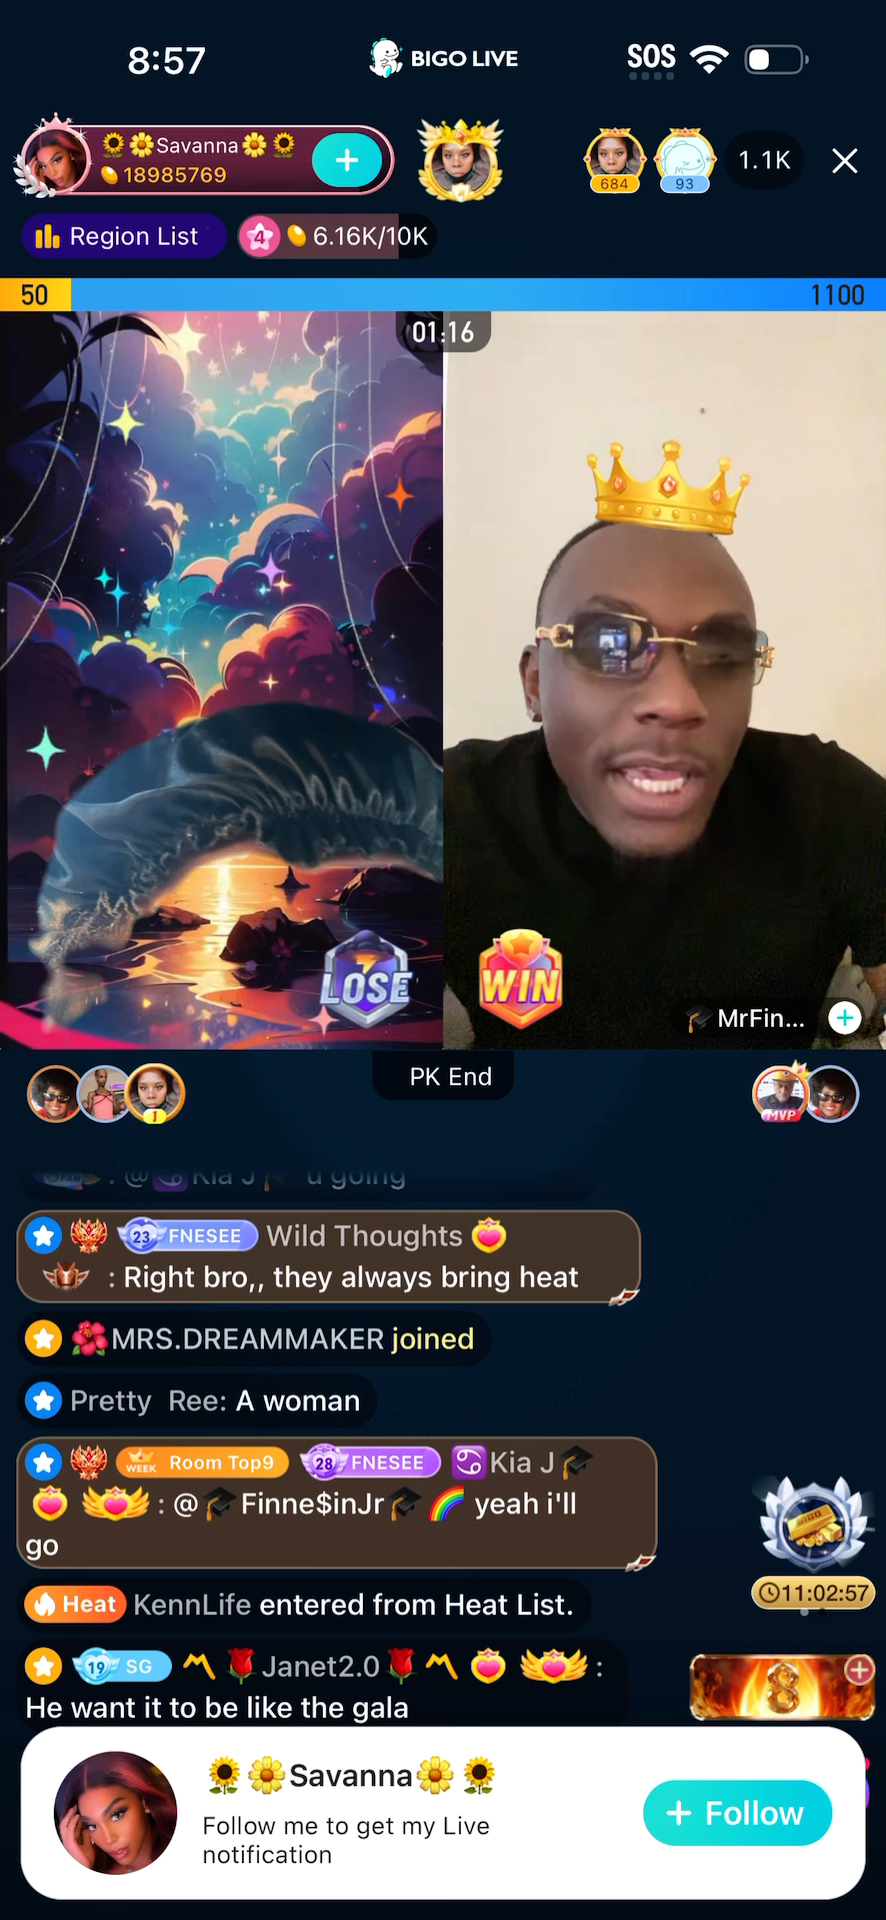 8:57
BIGO LIVE
SOS
🌻🌼Savanna🌼🌻
18985769
684
93
1.1K
Region List
4
6.16K/10K
50
1100
01:16
LOSE
WIN
🎓MrFin...
PK End
1
MVP
: @♋Kia J🎓 u going
23 FNESEE Wild Thoughts
: Right bro,, they always bring heat
🌺MRS.DREAMMAKER joined
Pretty Ree: A woman
WEEK Room Top9 28 FNESEE ♋Kia J🎓
: @🎓Finne$inJr🎓🌈 yeah i'll
go
11:02:57
Heat KennLife entered from Heat List.
19 SG 〽️🌹Janet2.0🌹〽️ :
He want it to be like the gala
8
🌻🌼Savanna🌼🌻
Follow me to get my Live
notification
+ Follow